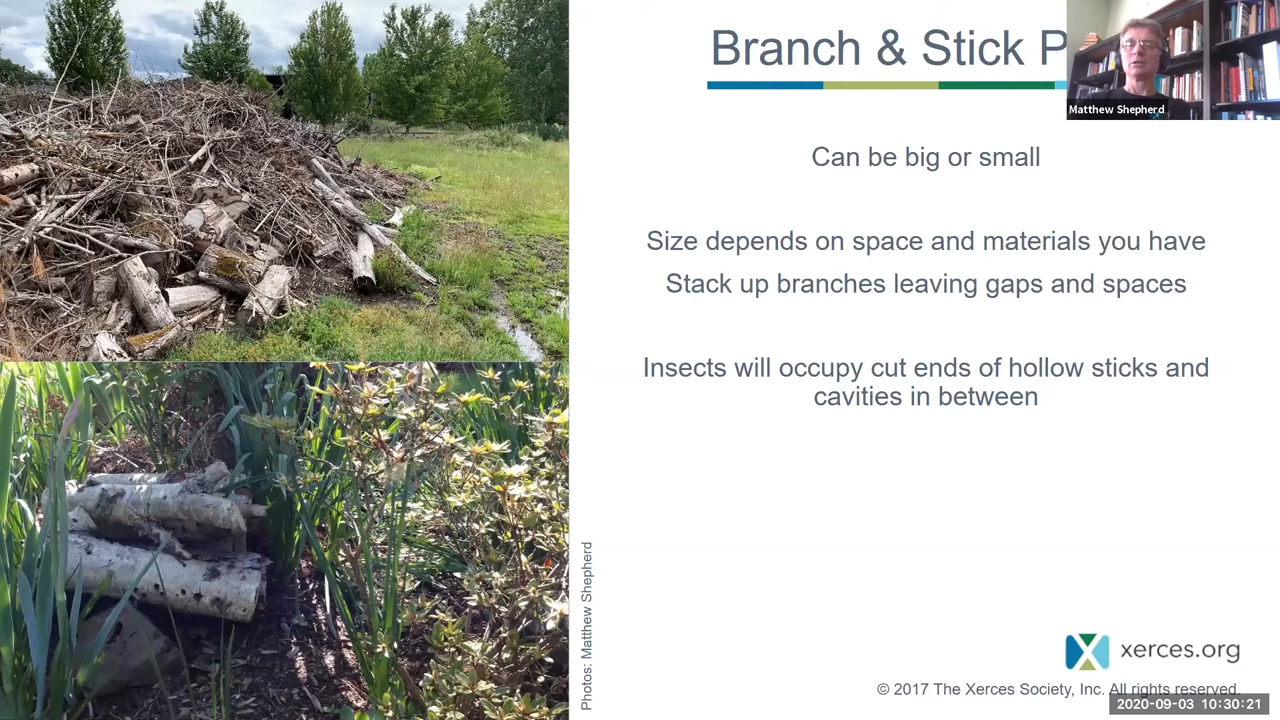 Branch & Stick P
Matthew Shepherd
Can be big or small
Size depends on space and materials you have
Stack up branches leaving gaps and spaces
Insects will occupy cut ends of hollow sticks and
cavities in between
Photos: Matthew Shepherd
xerces.org
© 2017 The Xerces Society, Inc. All rights reserved.
2020-09-03 10:30:21